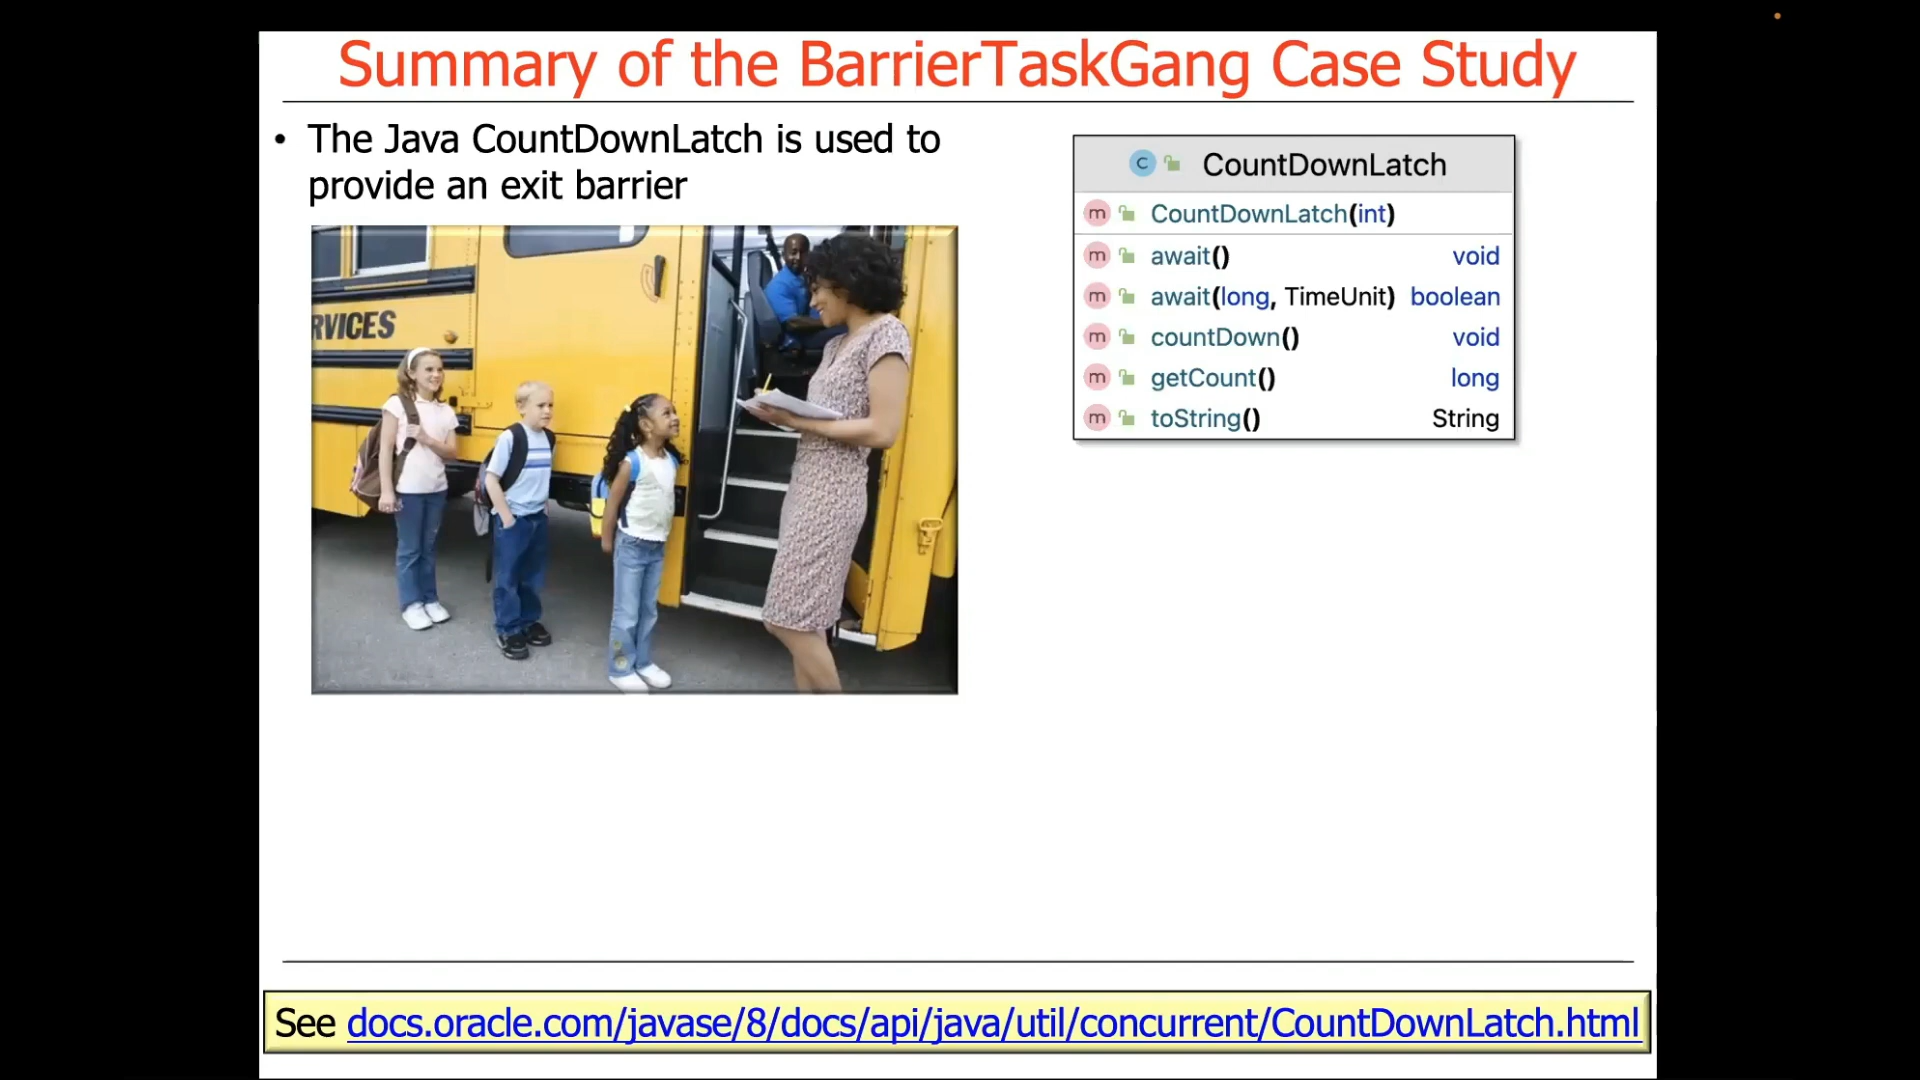 Summary of the BarrierTaskGang Case Study
• The Java CountDownLatch is used to
provide an exit barrier
RVICES
C CountDownLatch
m CountDownLatch(int)
m await() void
m await(long, TimeUnit) boolean
m countDown() void
m getCount() long
m toString() String
See docs.oracle.com/javase/8/docs/api/java/util/concurrent/CountDownLatch.html